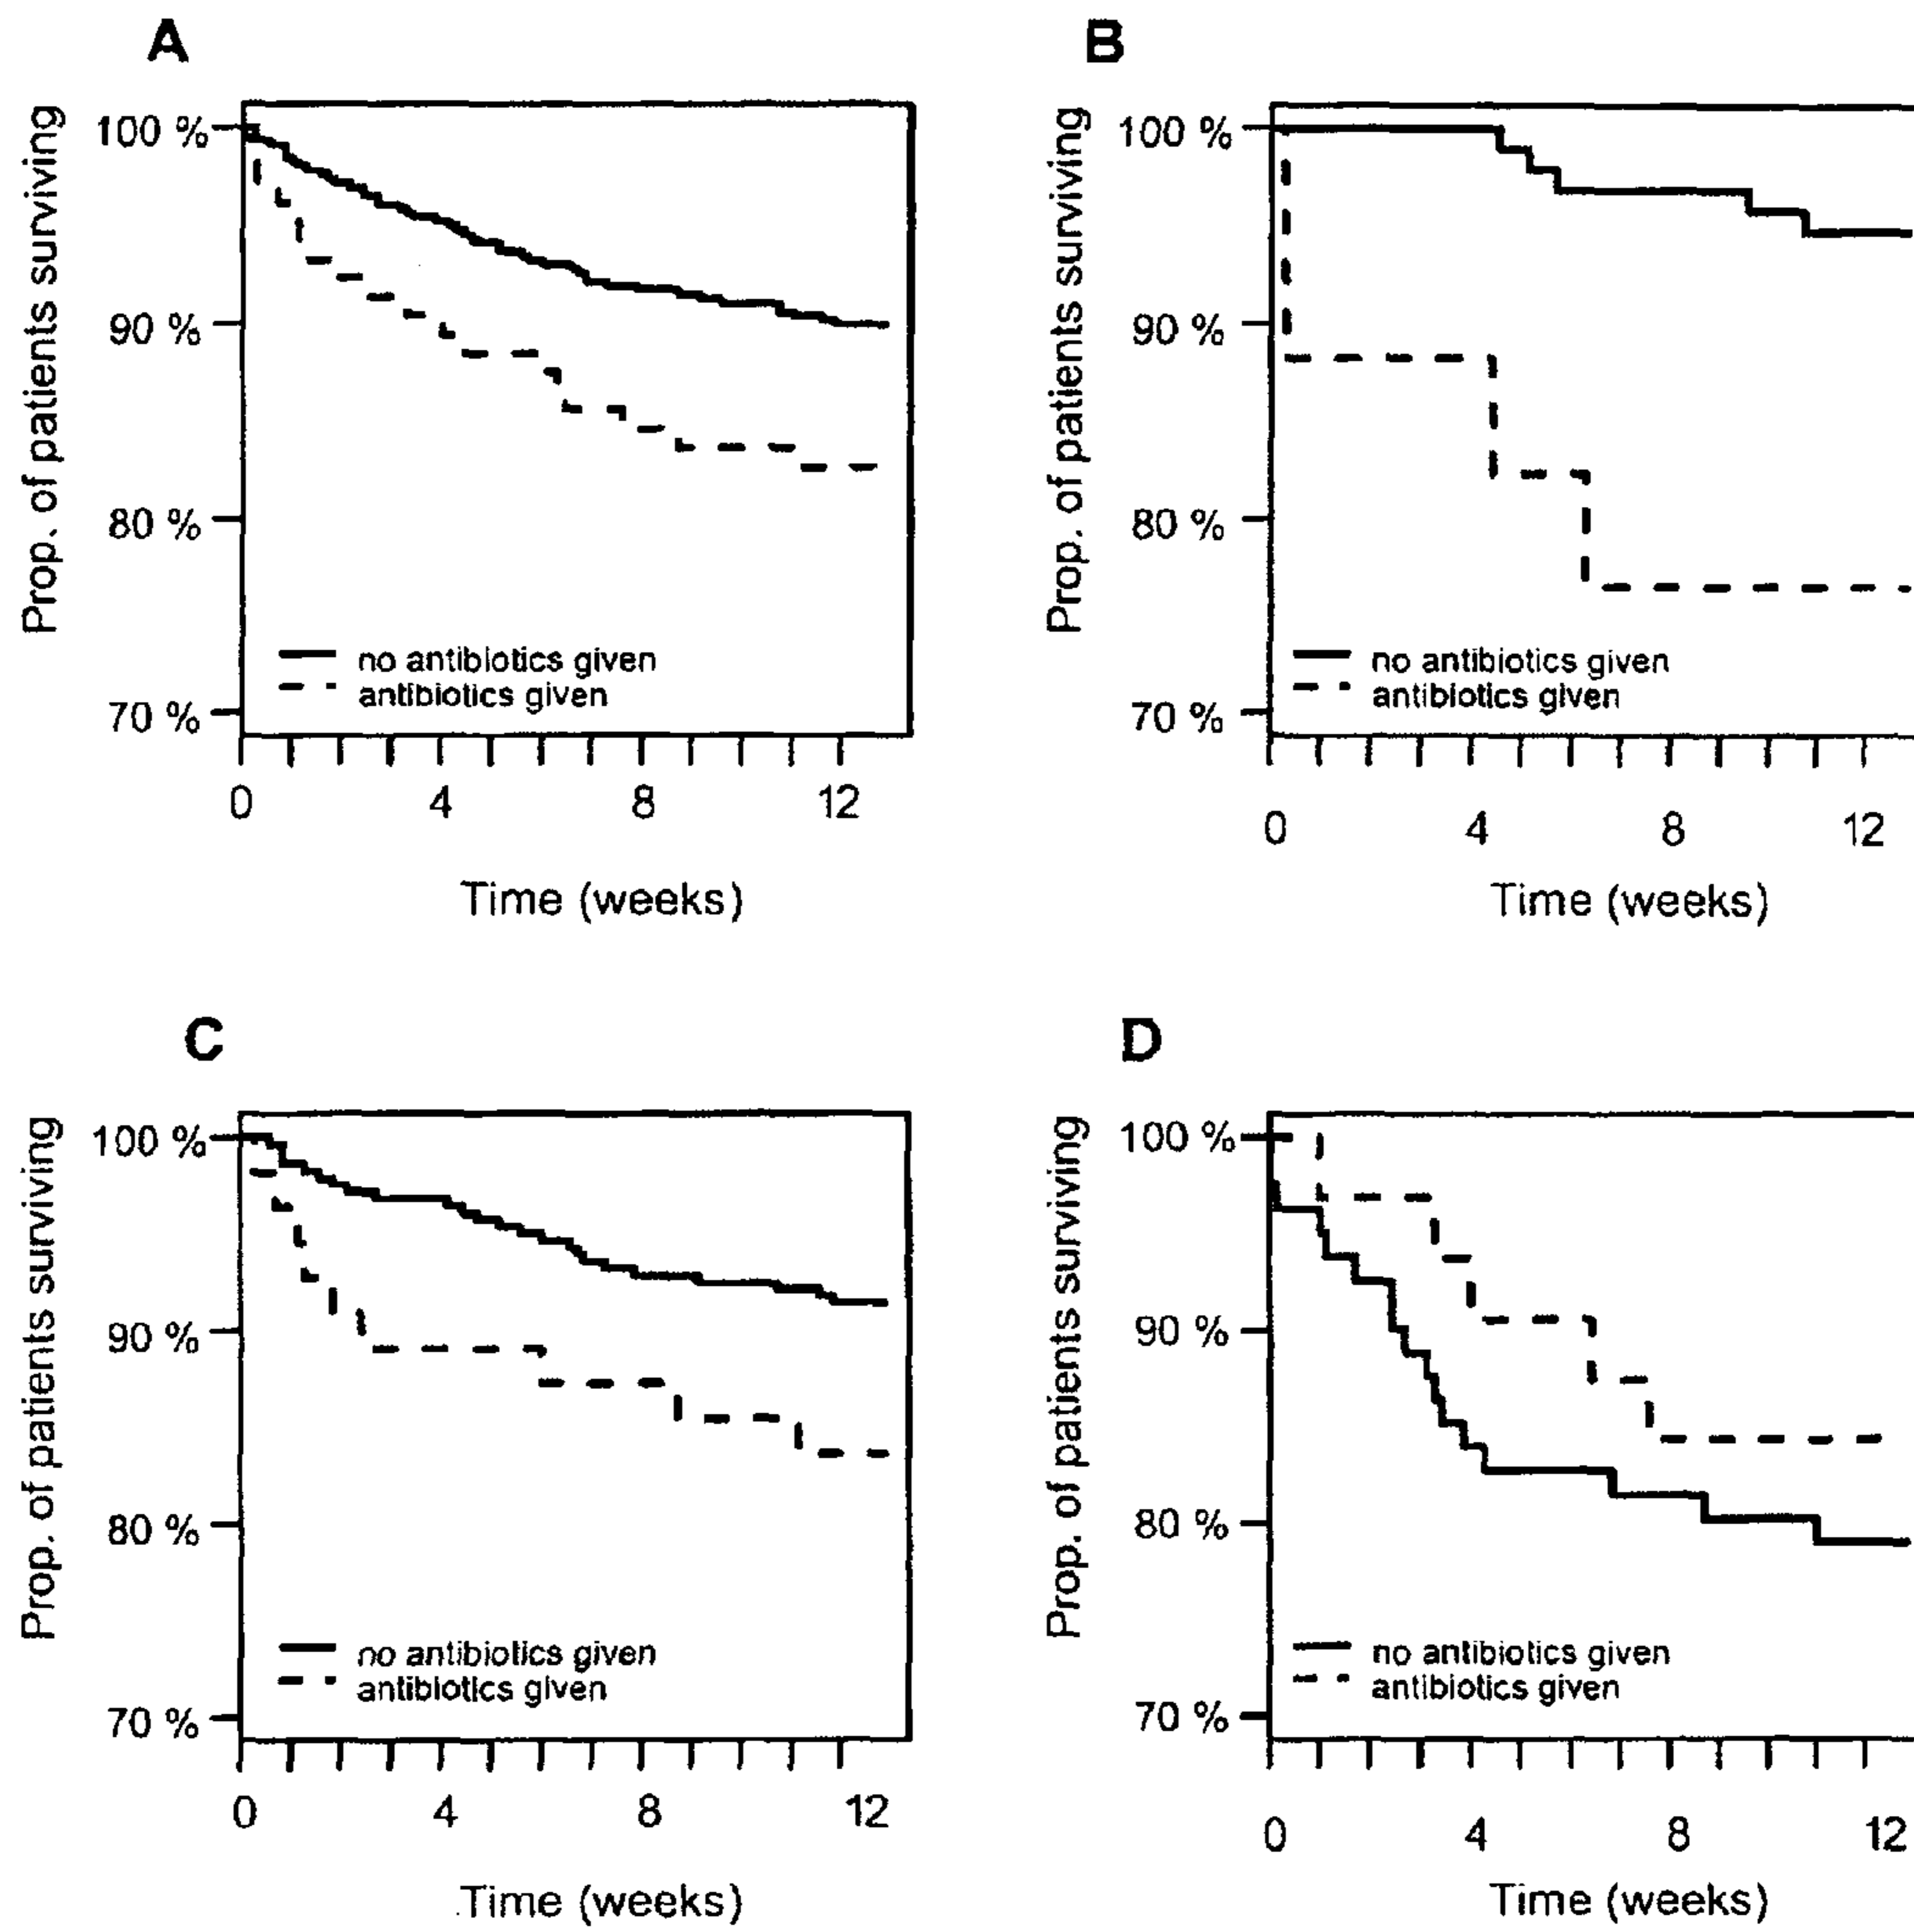 A
Prop. of patients surviving
100 %
90 %
80 %
70 %
no antibiotics given
antibiotics given
0 4 8 12
Time (weeks)
B
Prop. of patients surviving
100 %
90 %
80 %
70 %
no antibiotics given
antibiotics given
0 4 8 12
Time (weeks)
C
Prop. of patients surviving
100 %
90 %
80 %
70 %
no antibiotics given
antibiotics given
0 4 8 12
Time (weeks)
D
Prop. of patients surviving
100 %
90 %
80 %
70 %
no antibiotics given
antibiotics given
0 4 8 12
Time (weeks)